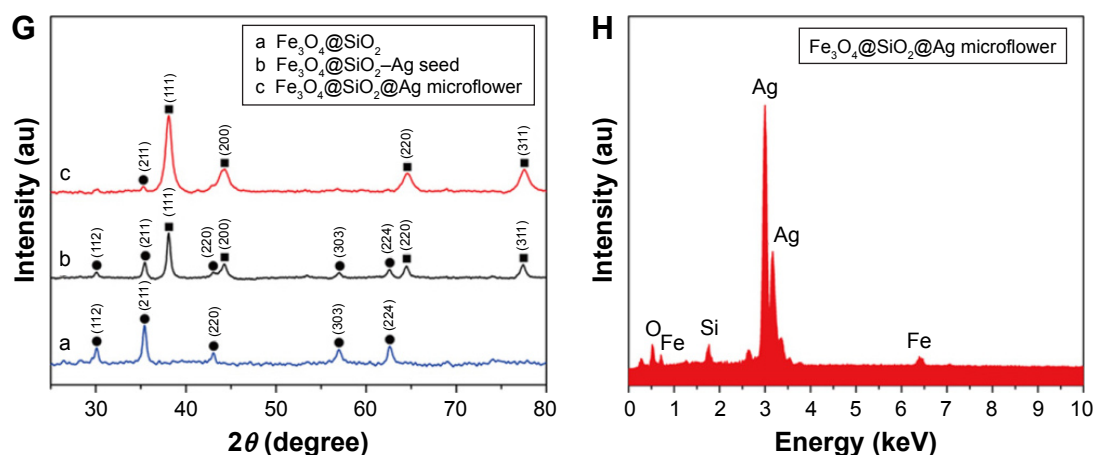 G
a Fe₃O₄@SiO₂
b Fe₃O₄@SiO₂–Ag seed
c Fe₃O₄@SiO₂@Ag microflower
Intensity (au)
c
(211)
(111)
(200)
(220)
(311)
b
(112)
(211)
(111)
(220)
(200)
(303)
(224)
(220)
(311)
a
(112)
(211)
(220)
(303)
(224)
30 40 50 60 70 80
2θ (degree)
H
Fe₃O₄@SiO₂@Ag microflower
Intensity (au)
Ag
Ag
O
Fe
Si
Fe
0 1 2 3 4 5 6 7 8 9 10
Energy (keV)